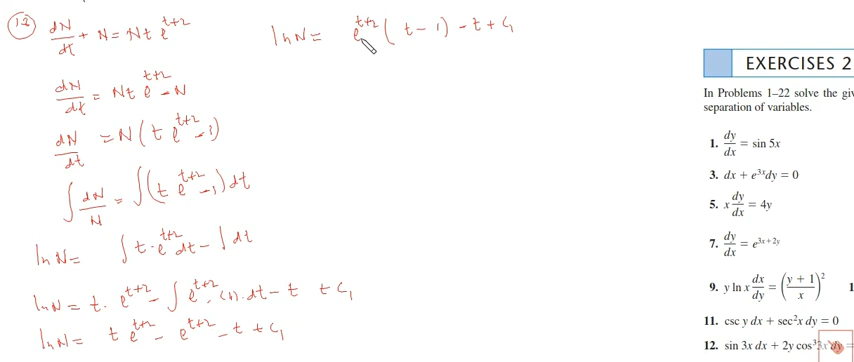 12 dN/dt + N = Nt e^(t+2)
dN/dt = Nt e^(t+2) - N
dN/dt = N(t e^(t+2) - 1)
∫ dN/N = ∫(t e^(t+2) - 1) dt
ln N = ∫ t · e^(t+2) dt - ∫ dt
ln N = t · e^(t+2) - ∫ e^(t+2) · (1) · dt - t + C₁
ln N = t e^(t+2) - e^(t+2) - t + C₁
ln N = e^(t+2) (t - 1) - t + C₁
EXERCISES 2
In Problems 1–22 solve the giv
separation of variables.
1. dy/dx = sin 5x
3. dx + e^(3x) dy = 0
5. x dy/dx = 4y
7. dy/dx = e^(3x+2y)
9. y ln x dx/dy = ((y + 1)/x)² 1
11. csc y dx + sec²x dy = 0
12. sin 3x dx + 2y cos³3x dy =